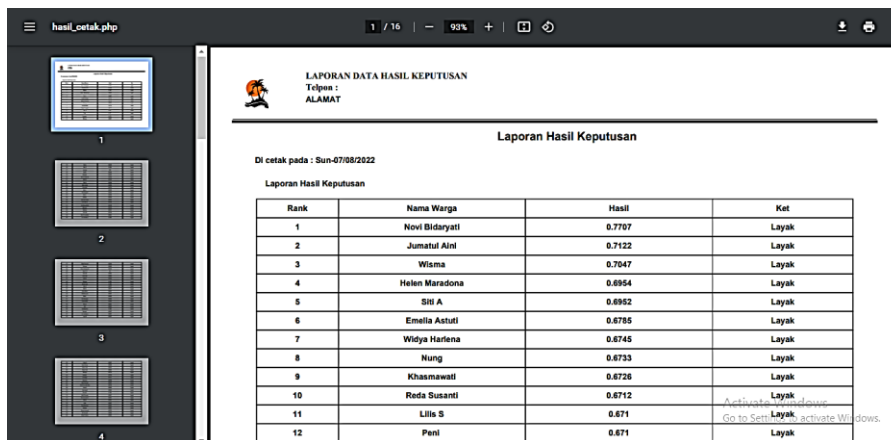 hasil_cetak.php
1 / 16 | − 93% +
LAPORAN DATA HASIL KEPUTUSAN
Telpon :
ALAMAT
Laporan Hasil Keputusan
Di cetak pada : Sun-07/08/2022
Laporan Hasil Keputusan
Rank Nama Warga Hasil Ket
1 Novi Bidaryati 0.7707 Layak
2 Jumatul Aini 0.7122 Layak
3 Wisma 0.7047 Layak
4 Helen Maradona 0.6954 Layak
5 Siti A 0.6952 Layak
6 Emelia Astuti 0.6785 Layak
7 Widya Harlena 0.6745 Layak
8 Nung 0.6733 Layak
9 Khasmawati 0.6726 Layak
10 Reda Susanti 0.6712 Layak
11 Lilis S 0.671 Layak
12 Peni 0.671 Layak
Activate Windows
Go to Settings to activate Windows.
1
2
3
4